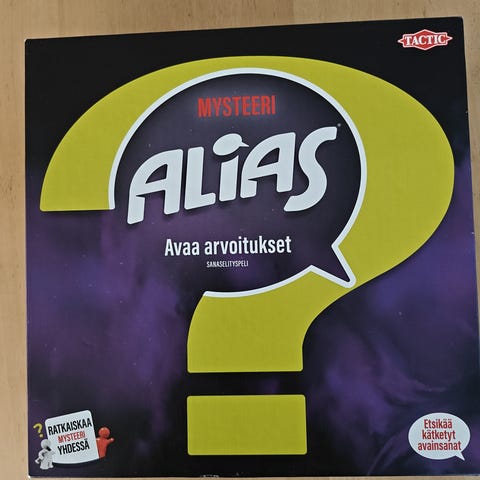 TACTIC
MYSTEERI
ALIAS
Avaa arvoitukset
SANASELITYSPELI
RATKAISKAA
MYSTEERI
YHDESSÄ
Etsikää
kätketyt
avainsanat